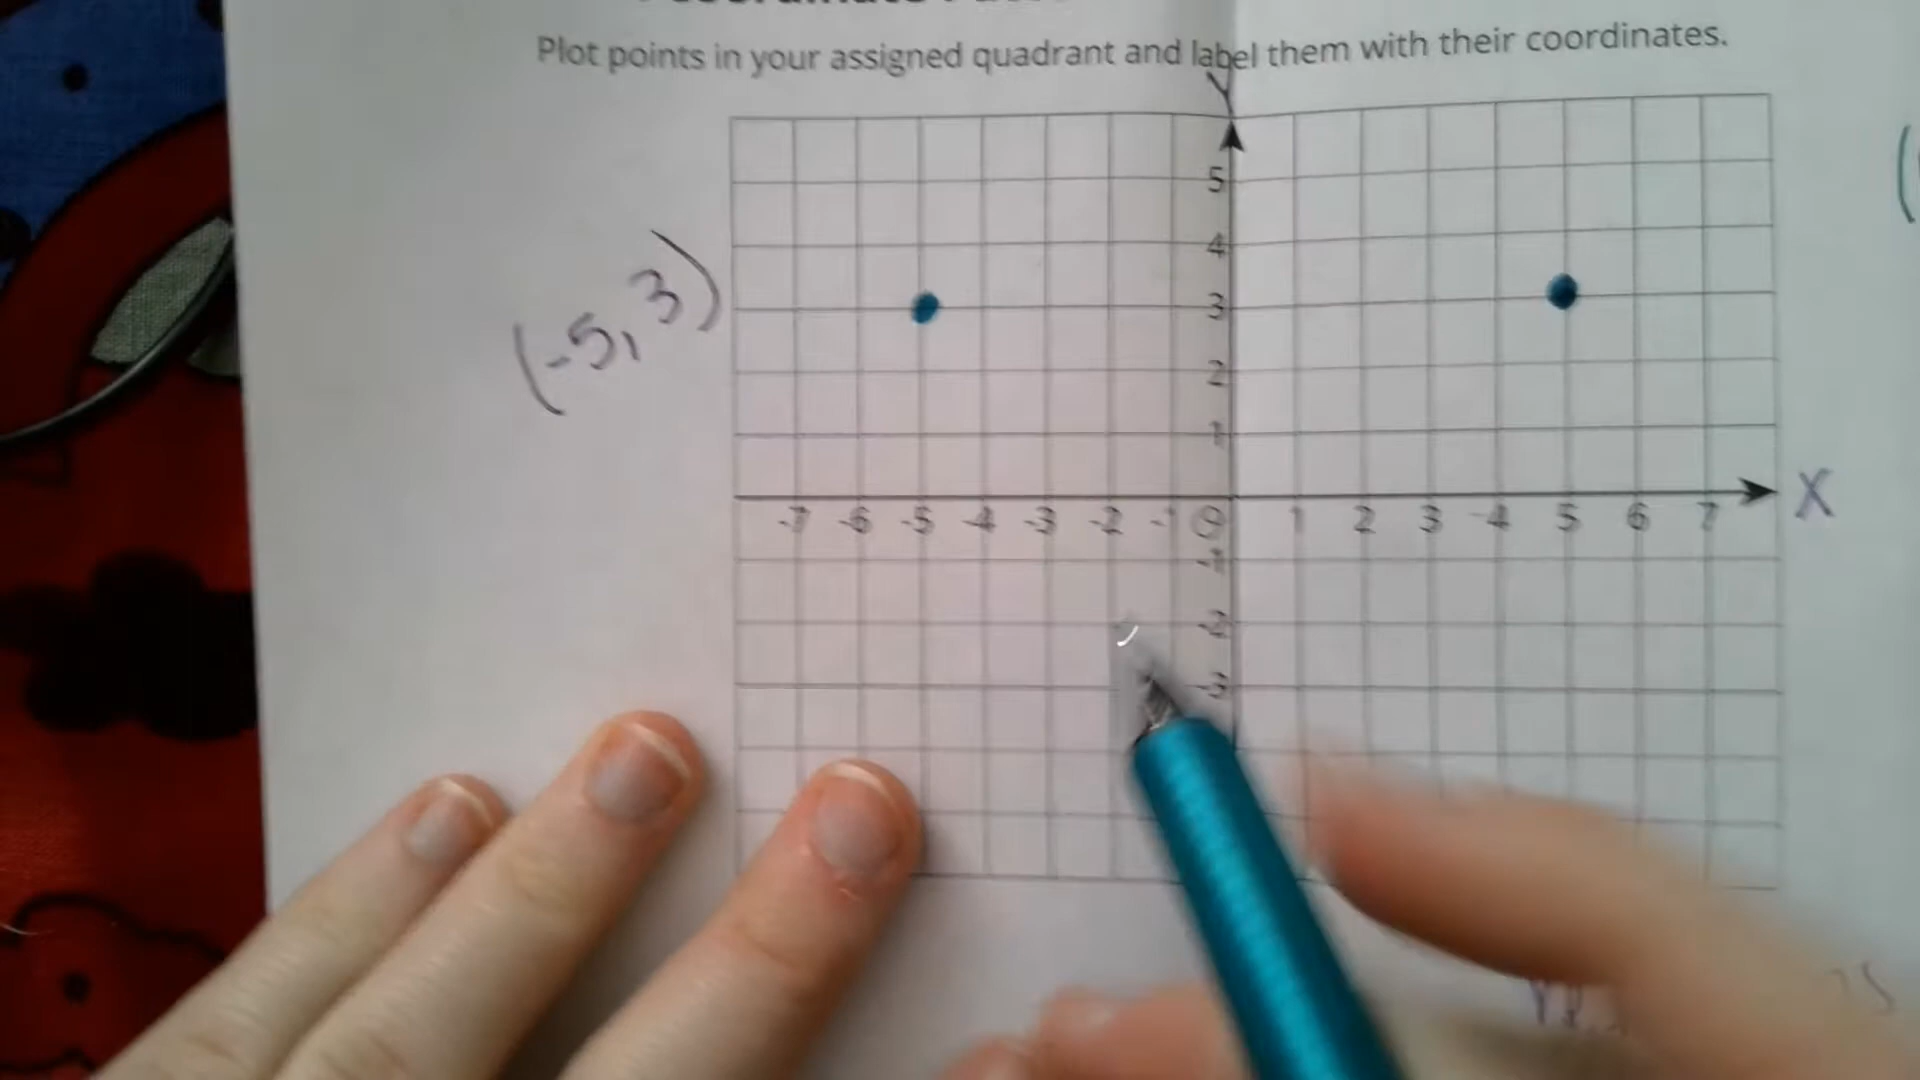 Plot points in your assigned quadrant and label them with their coordinates.
Y
5
4
(-5, 3)
3
2
1
X
-7 -6 -5 -4 -3 -2 -1 0 1 2 3 4 5 6 7
-1
-2
-3